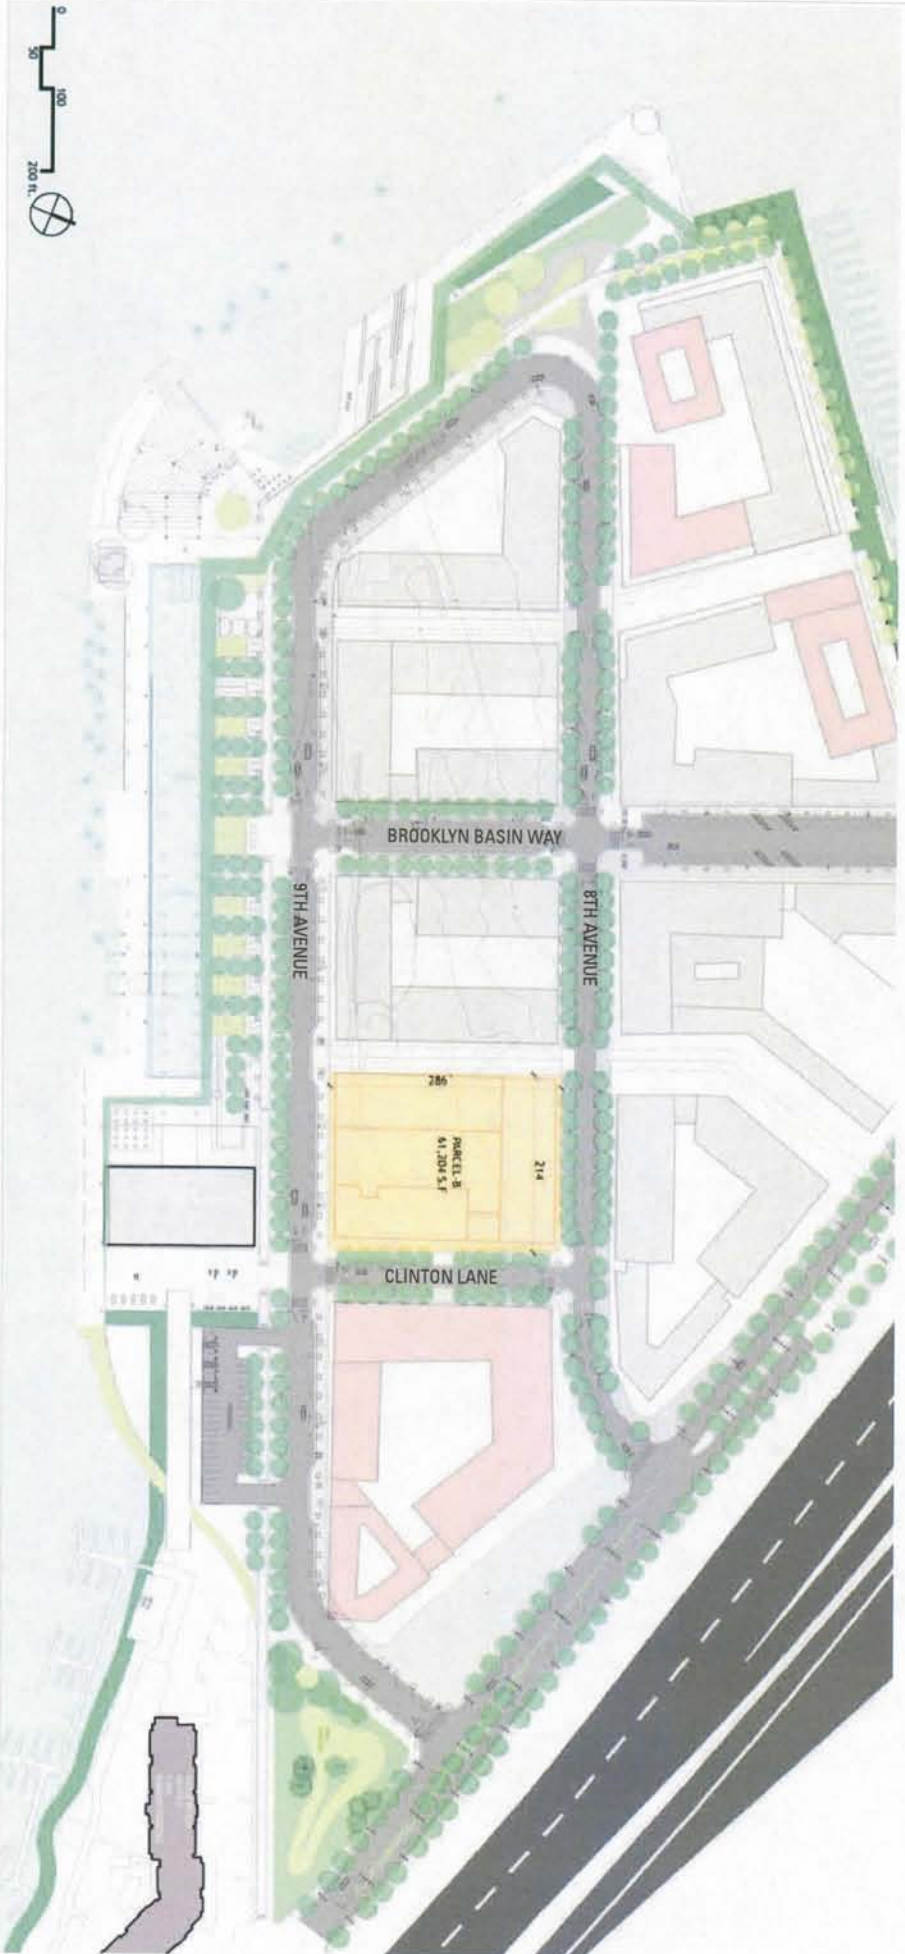 0
50
100
200 ft.
BROOKLYN BASIN WAY
9TH AVENUE
8TH AVENUE
286'
PARCEL-B
61,204 S.F
214
CLINTON LANE